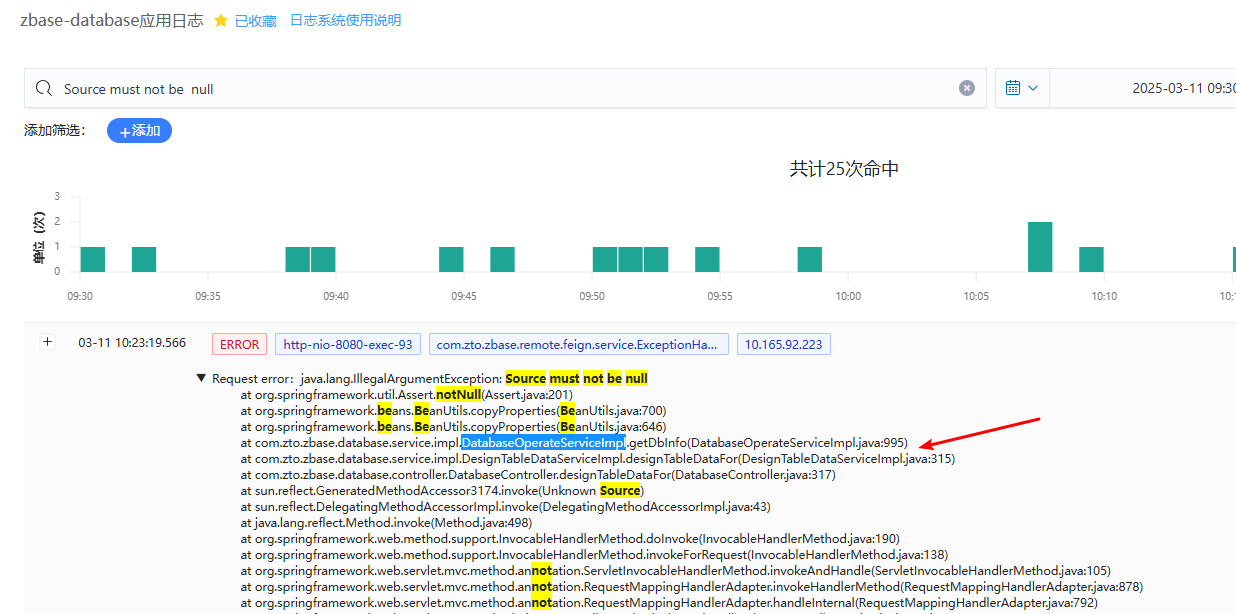 zbase-database应用日志 已收藏 日志系统使用说明
Source must not be  null 2025-03-11 09:30
添加筛选: +添加
共计25次命中
单位 (次)
3
2
1
0
09:30 09:35 09:40 09:45 09:50 09:55 10:00 10:05 10:10 10:1
+ 03-11 10:23:19.566 ERROR http-nio-8080-exec-93 com.zto.zbase.remote.feign.service.ExceptionHa... 10.165.92.223
▼ Request error: java.lang.IllegalArgumentException: Source must not be null
at org.springframework.util.Assert.notNull(Assert.java:201)
at org.springframework.beans.BeanUtils.copyProperties(BeanUtils.java:700)
at org.springframework.beans.BeanUtils.copyProperties(BeanUtils.java:646)
at com.zto.zbase.database.service.impl.DatabaseOperateServiceImpl.getDbInfo(DatabaseOperateServiceImpl.java:995)
at com.zto.zbase.database.service.impl.DesignTableDataServiceImpl.designTableDataFor(DesignTableDataServiceImpl.java:315)
at com.zto.zbase.database.controller.DatabaseController.designTableDataFor(DatabaseController.java:317)
at sun.reflect.GeneratedMethodAccessor3174.invoke(Unknown Source)
at sun.reflect.DelegatingMethodAccessorImpl.invoke(DelegatingMethodAccessorImpl.java:43)
at java.lang.reflect.Method.invoke(Method.java:498)
at org.springframework.web.method.support.InvocableHandlerMethod.doInvoke(InvocableHandlerMethod.java:190)
at org.springframework.web.method.support.InvocableHandlerMethod.invokeForRequest(InvocableHandlerMethod.java:138)
at org.springframework.web.servlet.mvc.method.annotation.ServletInvocableHandlerMethod.invokeAndHandle(ServletInvocableHandlerMethod.java:105)
at org.springframework.web.servlet.mvc.method.annotation.RequestMappingHandlerAdapter.invokeHandlerMethod(RequestMappingHandlerAdapter.java:878)
at org.springframework.web.servlet.mvc.method.annotation.RequestMappingHandlerAdapter.handleInternal(RequestMappingHandlerAdapter.java:792)